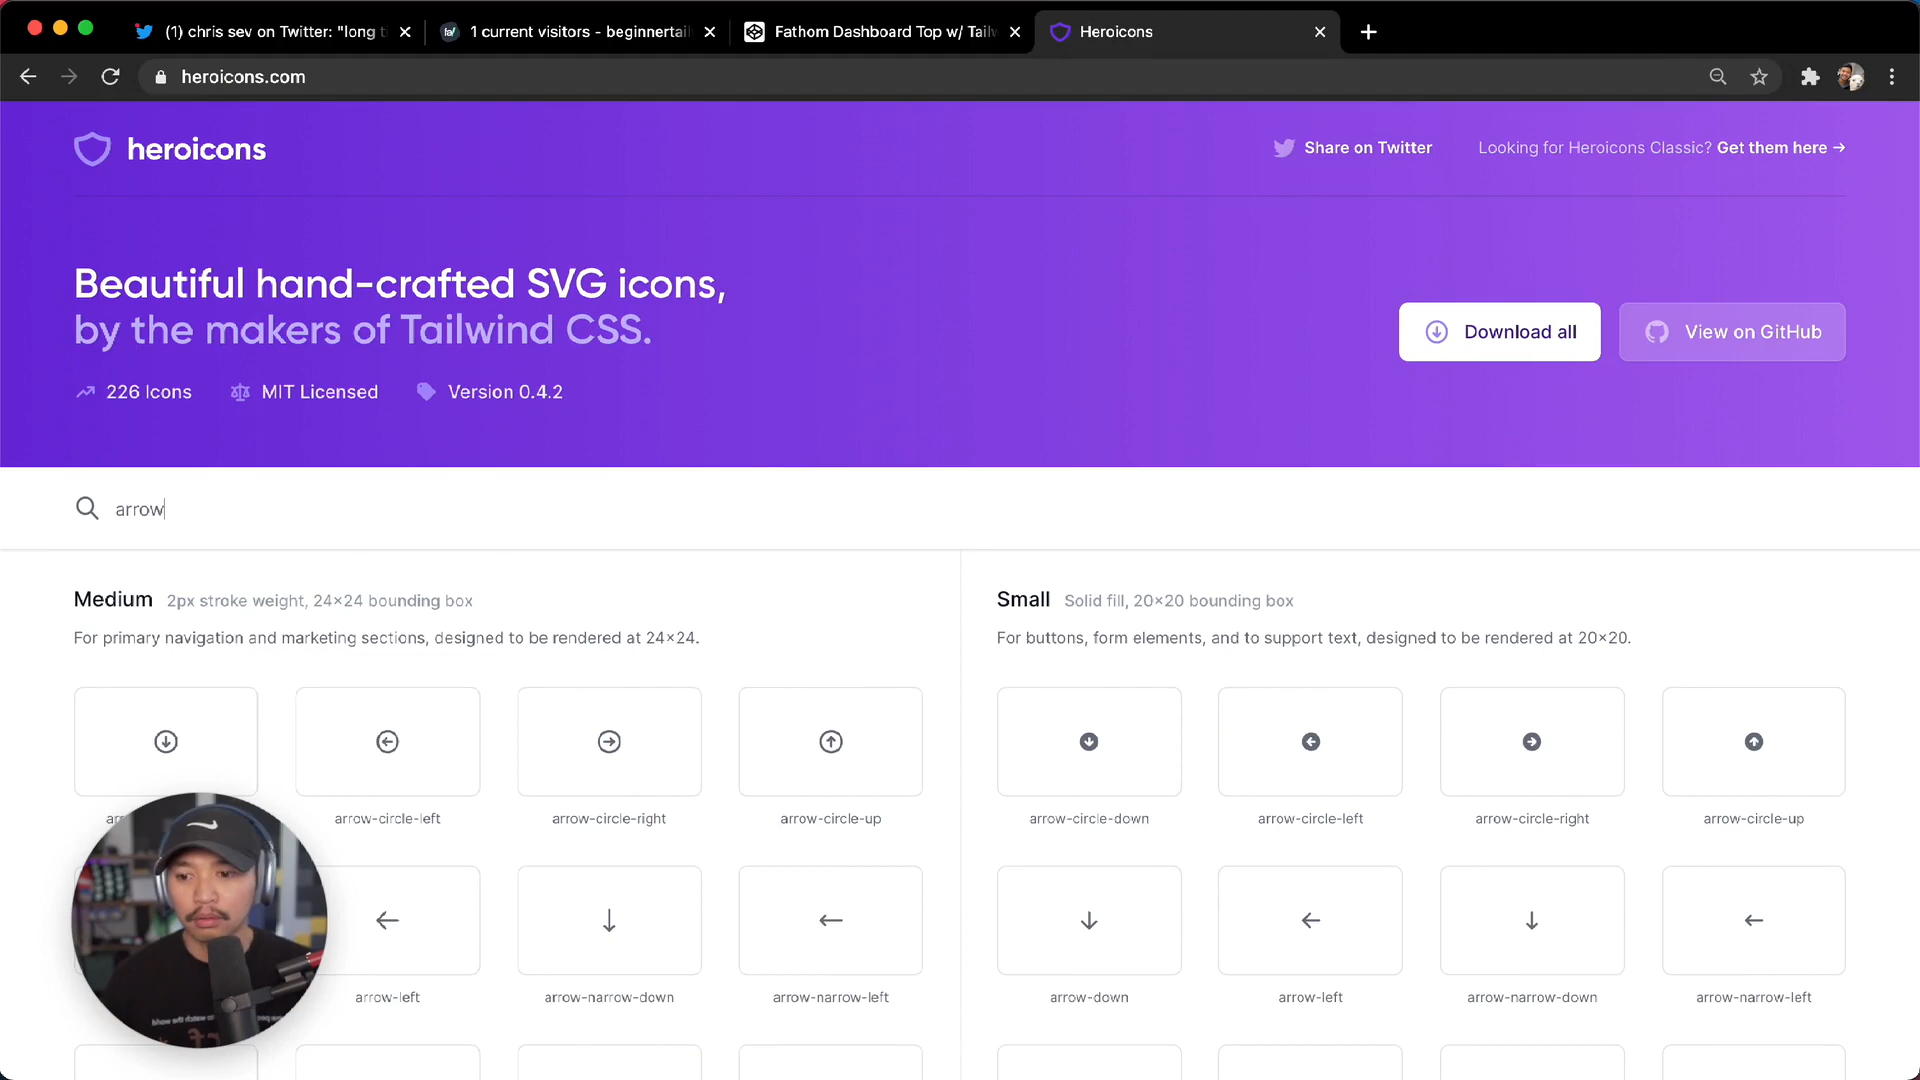 (1) chris sev on Twitter: "long t
1 current visitors - beginnertail
Fathom Dashboard Top w/ Tailw
Heroicons
heroicons.com
heroicons
Share on Twitter
Looking for Heroicons Classic? Get them here →
Beautiful hand-crafted SVG icons,
by the makers of Tailwind CSS.
Download all
View on GitHub
226 Icons
MIT Licensed
Version 0.4.2
arrow
Medium 2px stroke weight, 24×24 bounding box
For primary navigation and marketing sections, designed to be rendered at 24×24.
Small Solid fill, 20×20 bounding box
For buttons, form elements, and to support text, designed to be rendered at 20×20.
arrow-circle-left
arrow-circle-right
arrow-circle-up
arrow-circle-down
arrow-circle-left
arrow-circle-right
arrow-circle-up
arrow-left
arrow-narrow-down
arrow-narrow-left
arrow-down
arrow-left
arrow-narrow-down
arrow-narrow-left